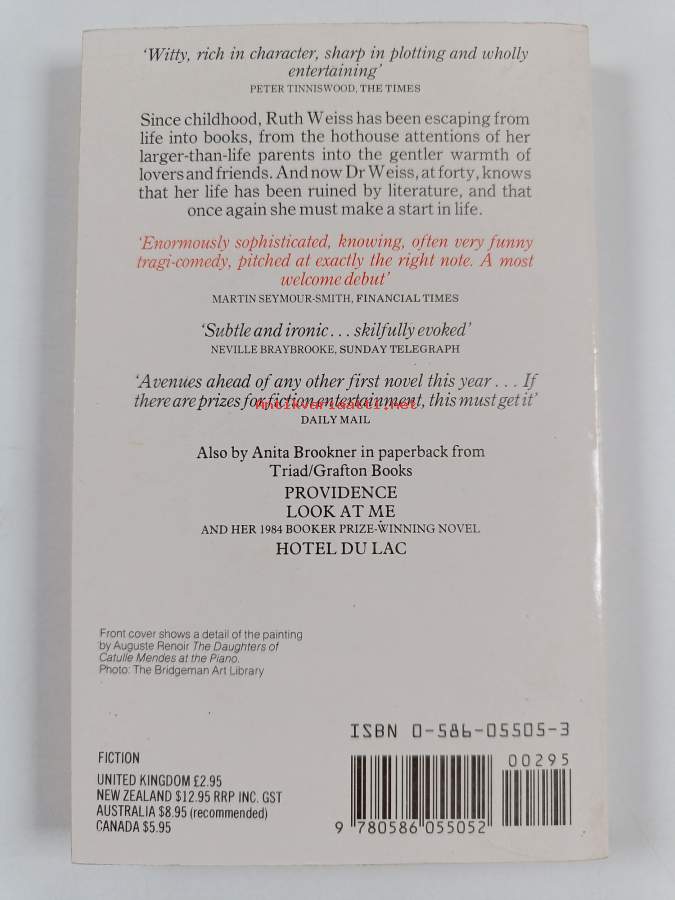 ‘Witty, rich in character, sharp in plotting and wholly
entertaining’
PETER TINNISWOOD, THE TIMES
Since childhood, Ruth Weiss has been escaping from
life into books, from the hothouse attentions of her
larger-than-life parents into the gentler warmth of
lovers and friends. And now Dr Weiss, at forty, knows
that her life has been ruined by literature, and that
once again she must make a start in life.
‘Enormously sophisticated, knowing, often very funny
tragi-comedy, pitched at exactly the right note. A most
welcome debut’
MARTIN SEYMOUR-SMITH, FINANCIAL TIMES
‘Subtle and ironic . . . skilfully evoked’
NEVILLE BRAYBROOKE, SUNDAY TELEGRAPH
‘Avenues ahead of any other first novel this year . . . If
there are prizes for fiction entertainment, this must get it’
Antikvariaatti.net
DAILY MAIL
Also by Anita Brookner in paperback from
Triad/Grafton Books
PROVIDENCE
LOOK AT ME
AND HER 1984 BOOKER PRIZE-WINNING NOVEL
HOTEL DU LAC
Front cover shows a detail of the painting
by Auguste Renoir The Daughters of
Catulle Mendes at the Piano.
Photo: The Bridgeman Art Library
ISBN 0-586-05505-3
00295
FICTION
UNITED KINGDOM £2.95
NEW ZEALAND $12.95 RRP INC. GST
AUSTRALIA $8.95 (recommended)
CANADA $5.95
9 780586 055052